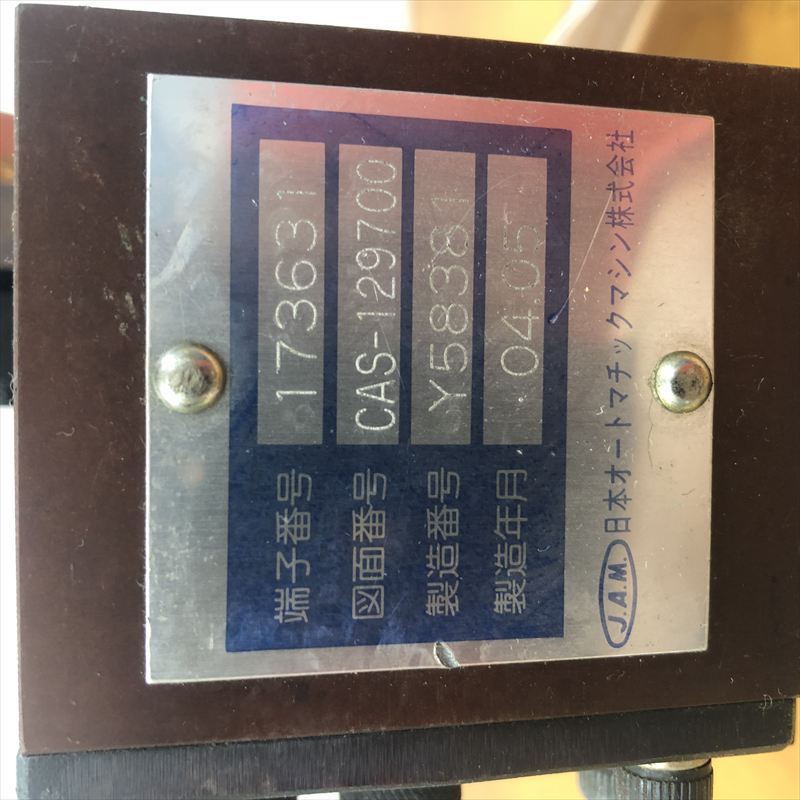 端子番号 173631
図面番号 CAS-129700
製造番号 Y58381
製造年月 04.05
J.A.M. 日本オートマチックマシン株式会社